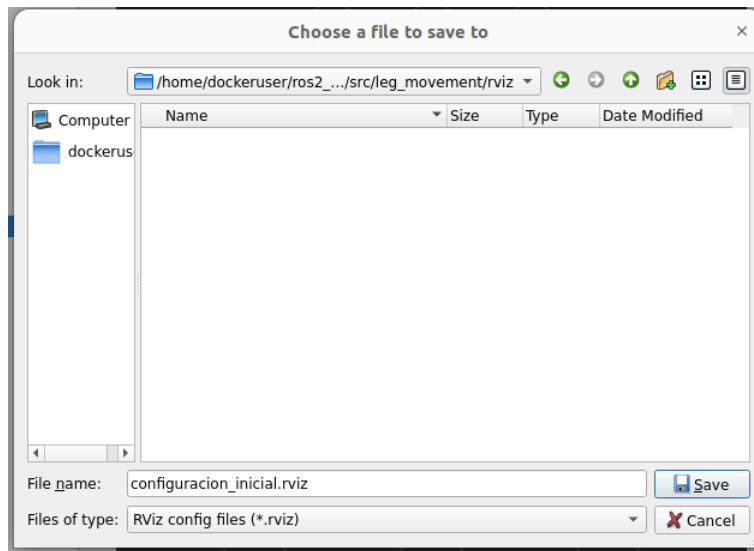 Choose a file to save to
Look in: /home/dockeruser/ros2_.../src/leg_movement/rviz
Computer
dockerus
Name Size Type Date Modified
File name: configuracion_inicial.rviz Save
Files of type: RViz config files (*.rviz) Cancel